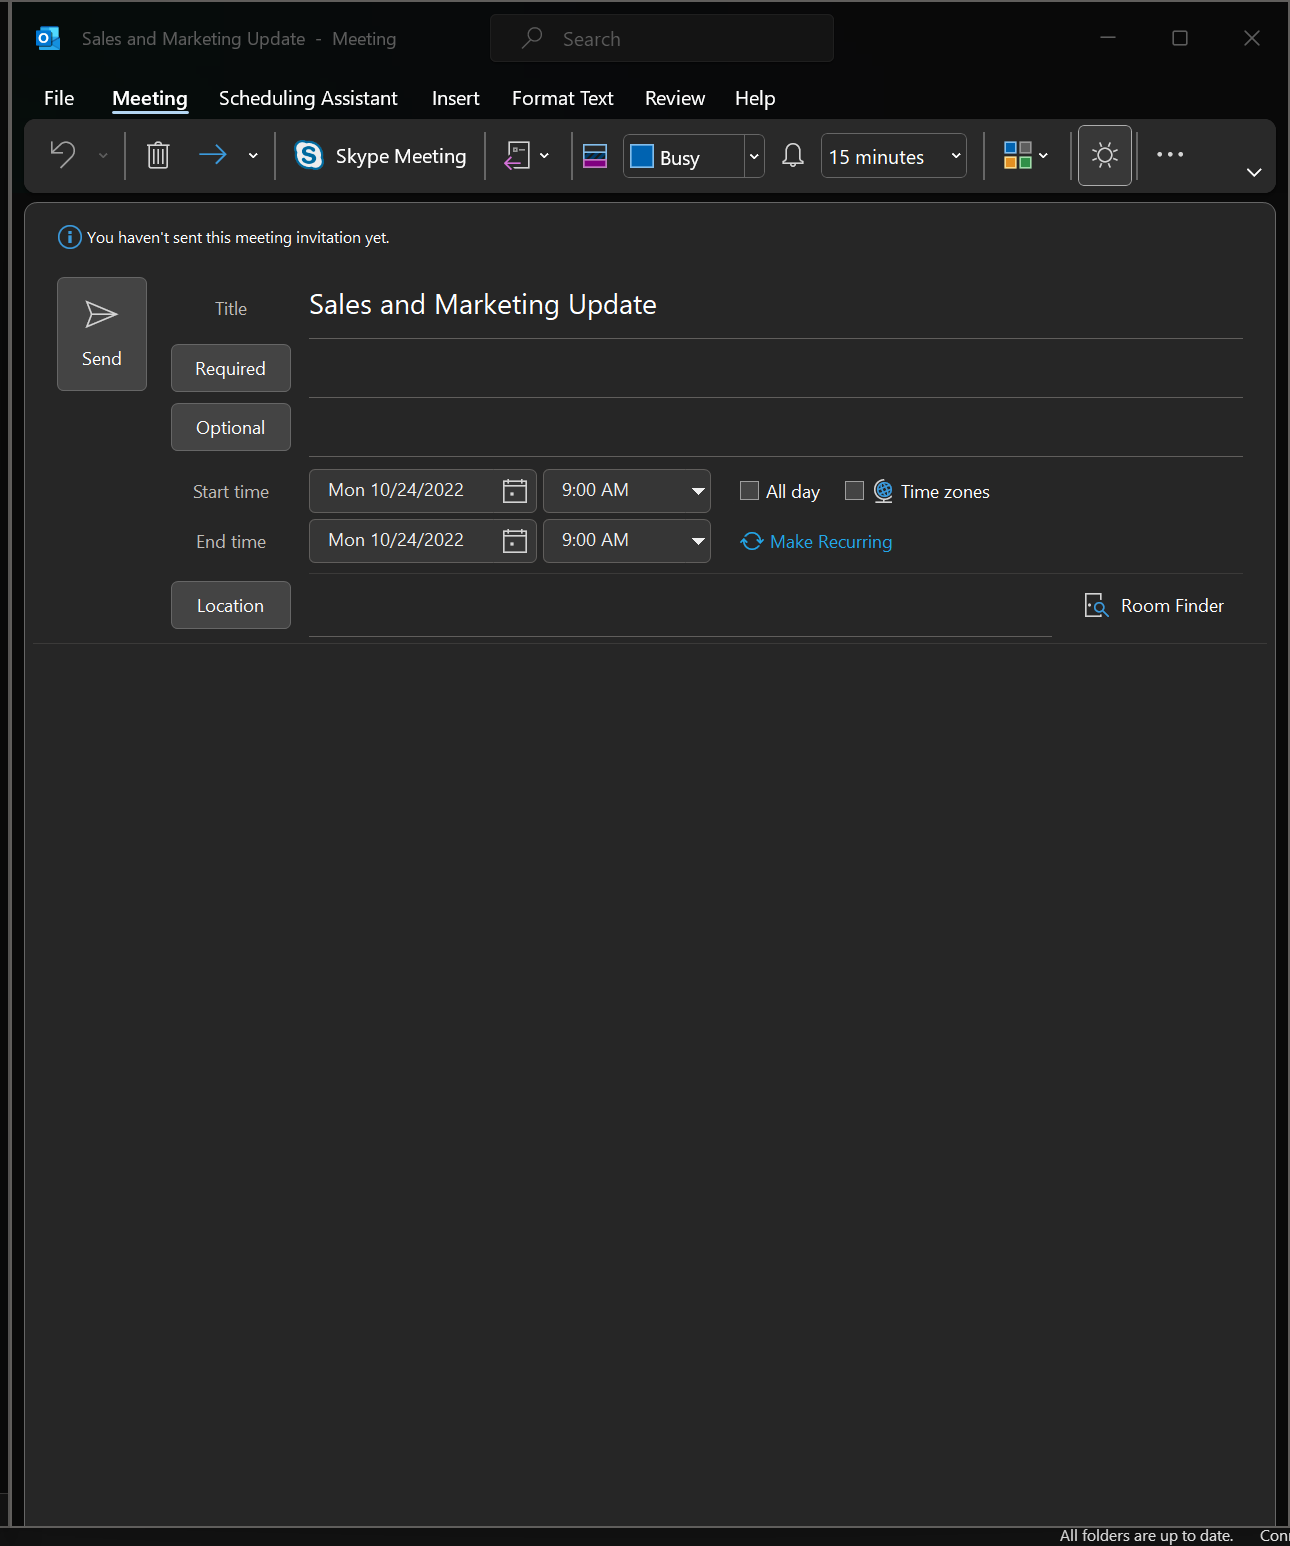 Sales and Marketing Update - Meeting
Search
File Meeting Scheduling Assistant Insert Format Text Review Help
Skype Meeting Busy 15 minutes
You haven't sent this meeting invitation yet.
Send
Title Sales and Marketing Update
Required
Optional
Start time Mon 10/24/2022 9:00 AM All day Time zones
End time Mon 10/24/2022 9:00 AM Make Recurring
Location Room Finder
All folders are up to date.